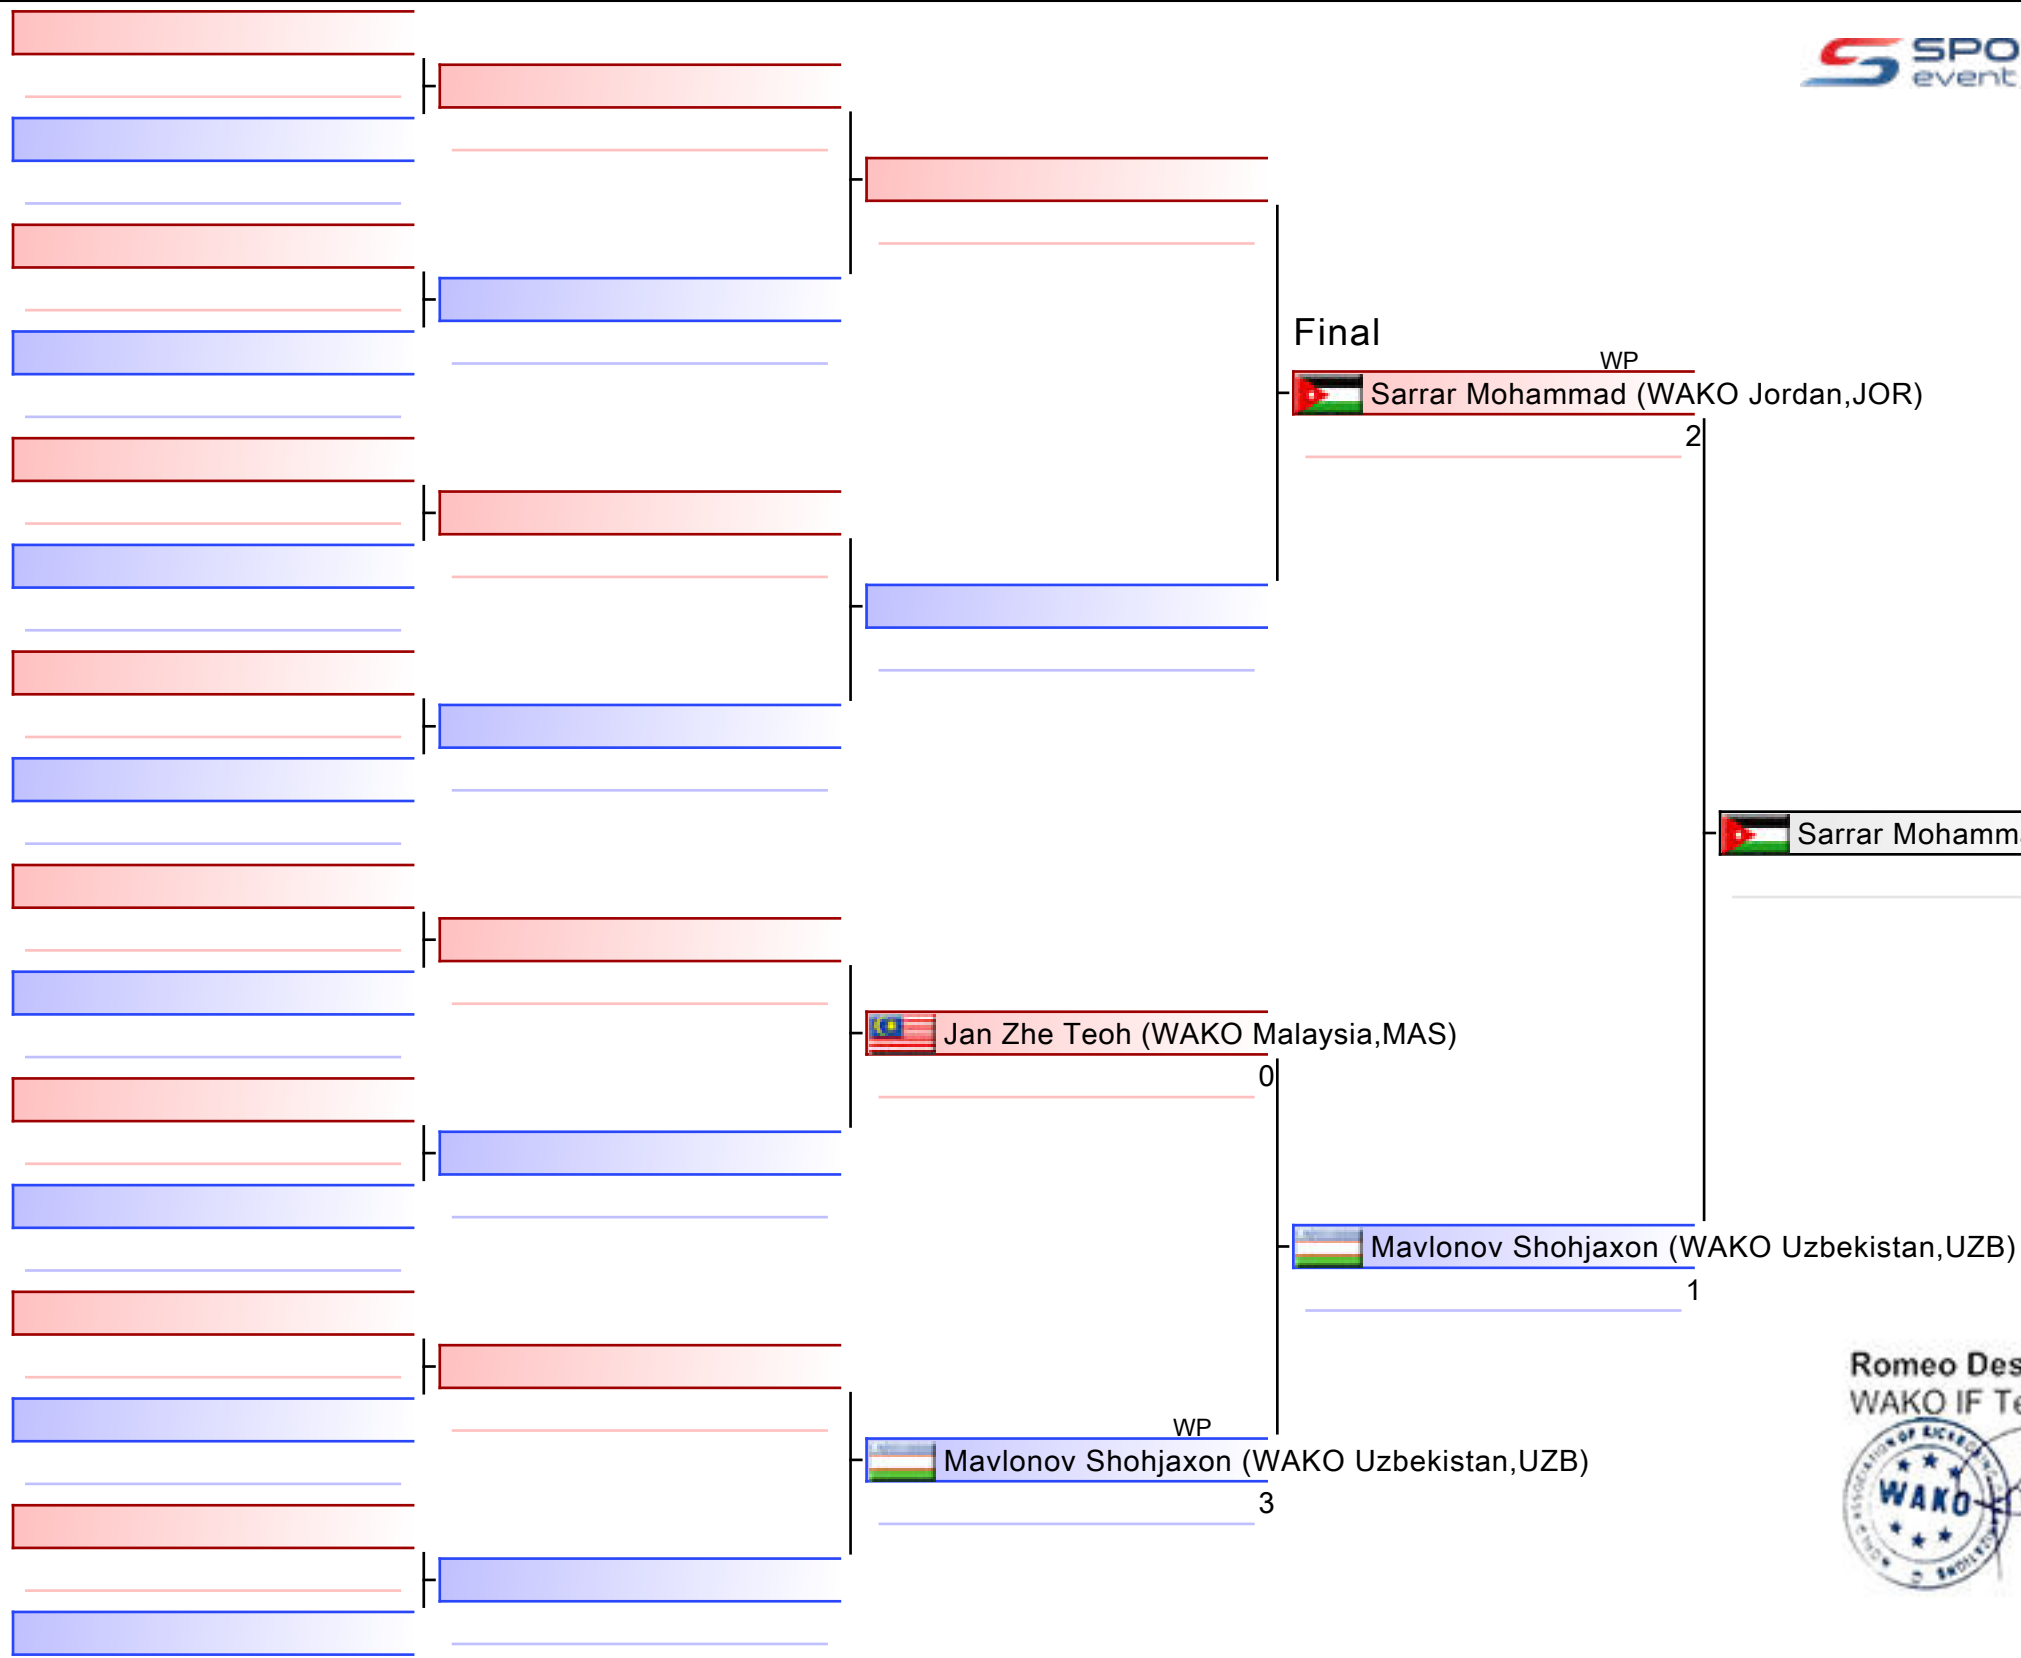 SPO
event
Final
WP
Sarrar Mohammad (WAKO Jordan,JOR)
2
Sarrar Mohamm
Jan Zhe Teoh (WAKO Malaysia,MAS)
0
Mavlonov Shohjaxon (WAKO Uzbekistan,UZB)
1
WP
Mavlonov Shohjaxon (WAKO Uzbekistan,UZB)
3
Romeo Des
WAKO IF Te
WAKO